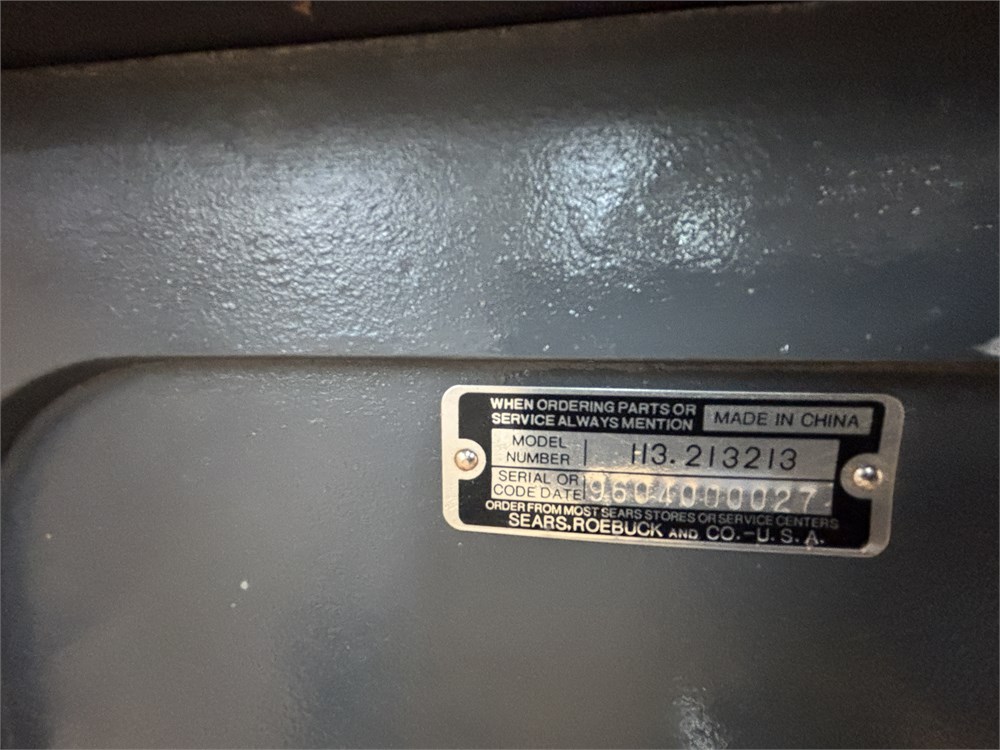 WHEN ORDERING PARTS OR
SERVICE ALWAYS MENTION
MADE IN CHINA
MODEL
NUMBER
113.213213
SERIAL OR
CODE DATE
9604000027
ORDER FROM MOST SEARS STORES OR SERVICE CENTERS
SEARS, ROEBUCK AND CO.-U.S.A.